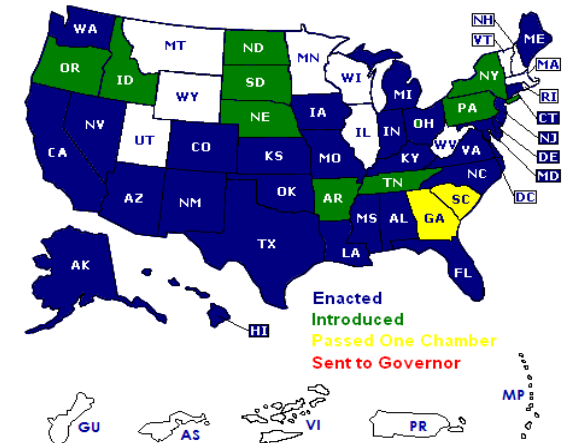 WA
NH
ME
VT
MT
ND
MN
OR
MA
ID
SD
WI
NY
WY
MI
RI
PA
NE
IA
CT
NV
OH
NJ
UT
IL
IN
CA
CO
WV
DE
KS
MO
VA
KY
MD
NC
TN
OK
DC
AZ
NM
AR
SC
MS
AL
GA
TX
LA
AK
FL
HI
Enacted
Introduced
Passed One Chamber
Sent to Governor
MP
GU
AS
VI
PR